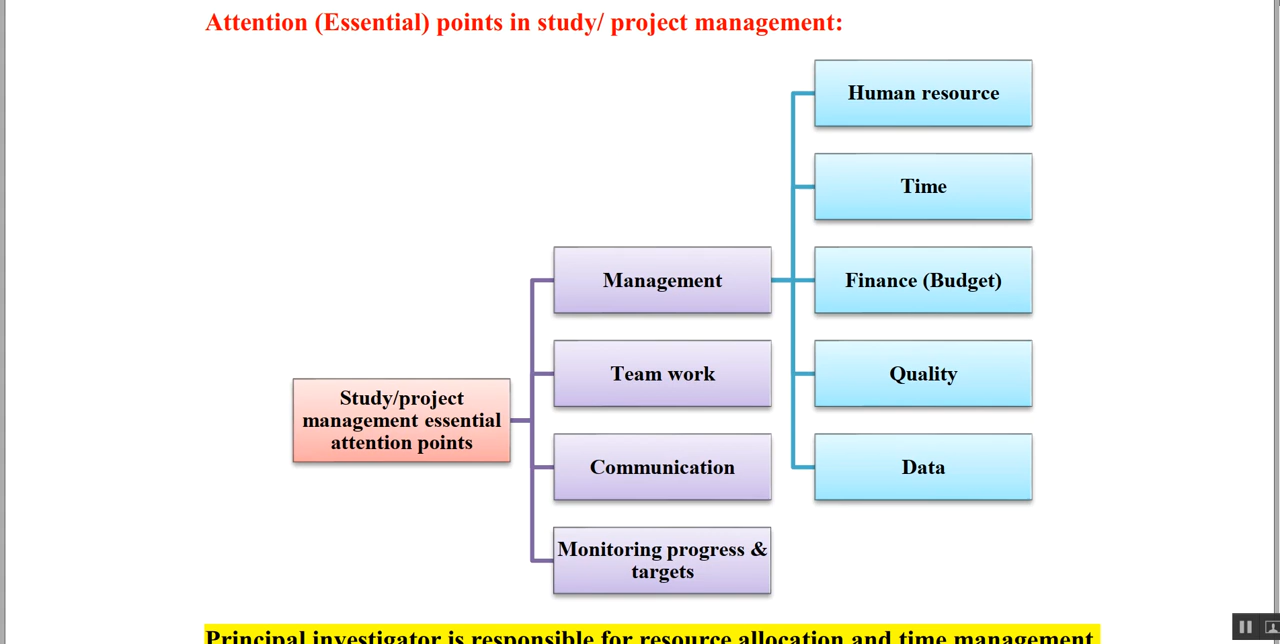 Attention (Essential) points in study/ project management:
Human resource
Time
Management
Finance (Budget)
Team work
Quality
Study/project
management essential
attention points
Communication
Data
Monitoring progress &
targets
Principal investigator is responsible for resource allocation and time management